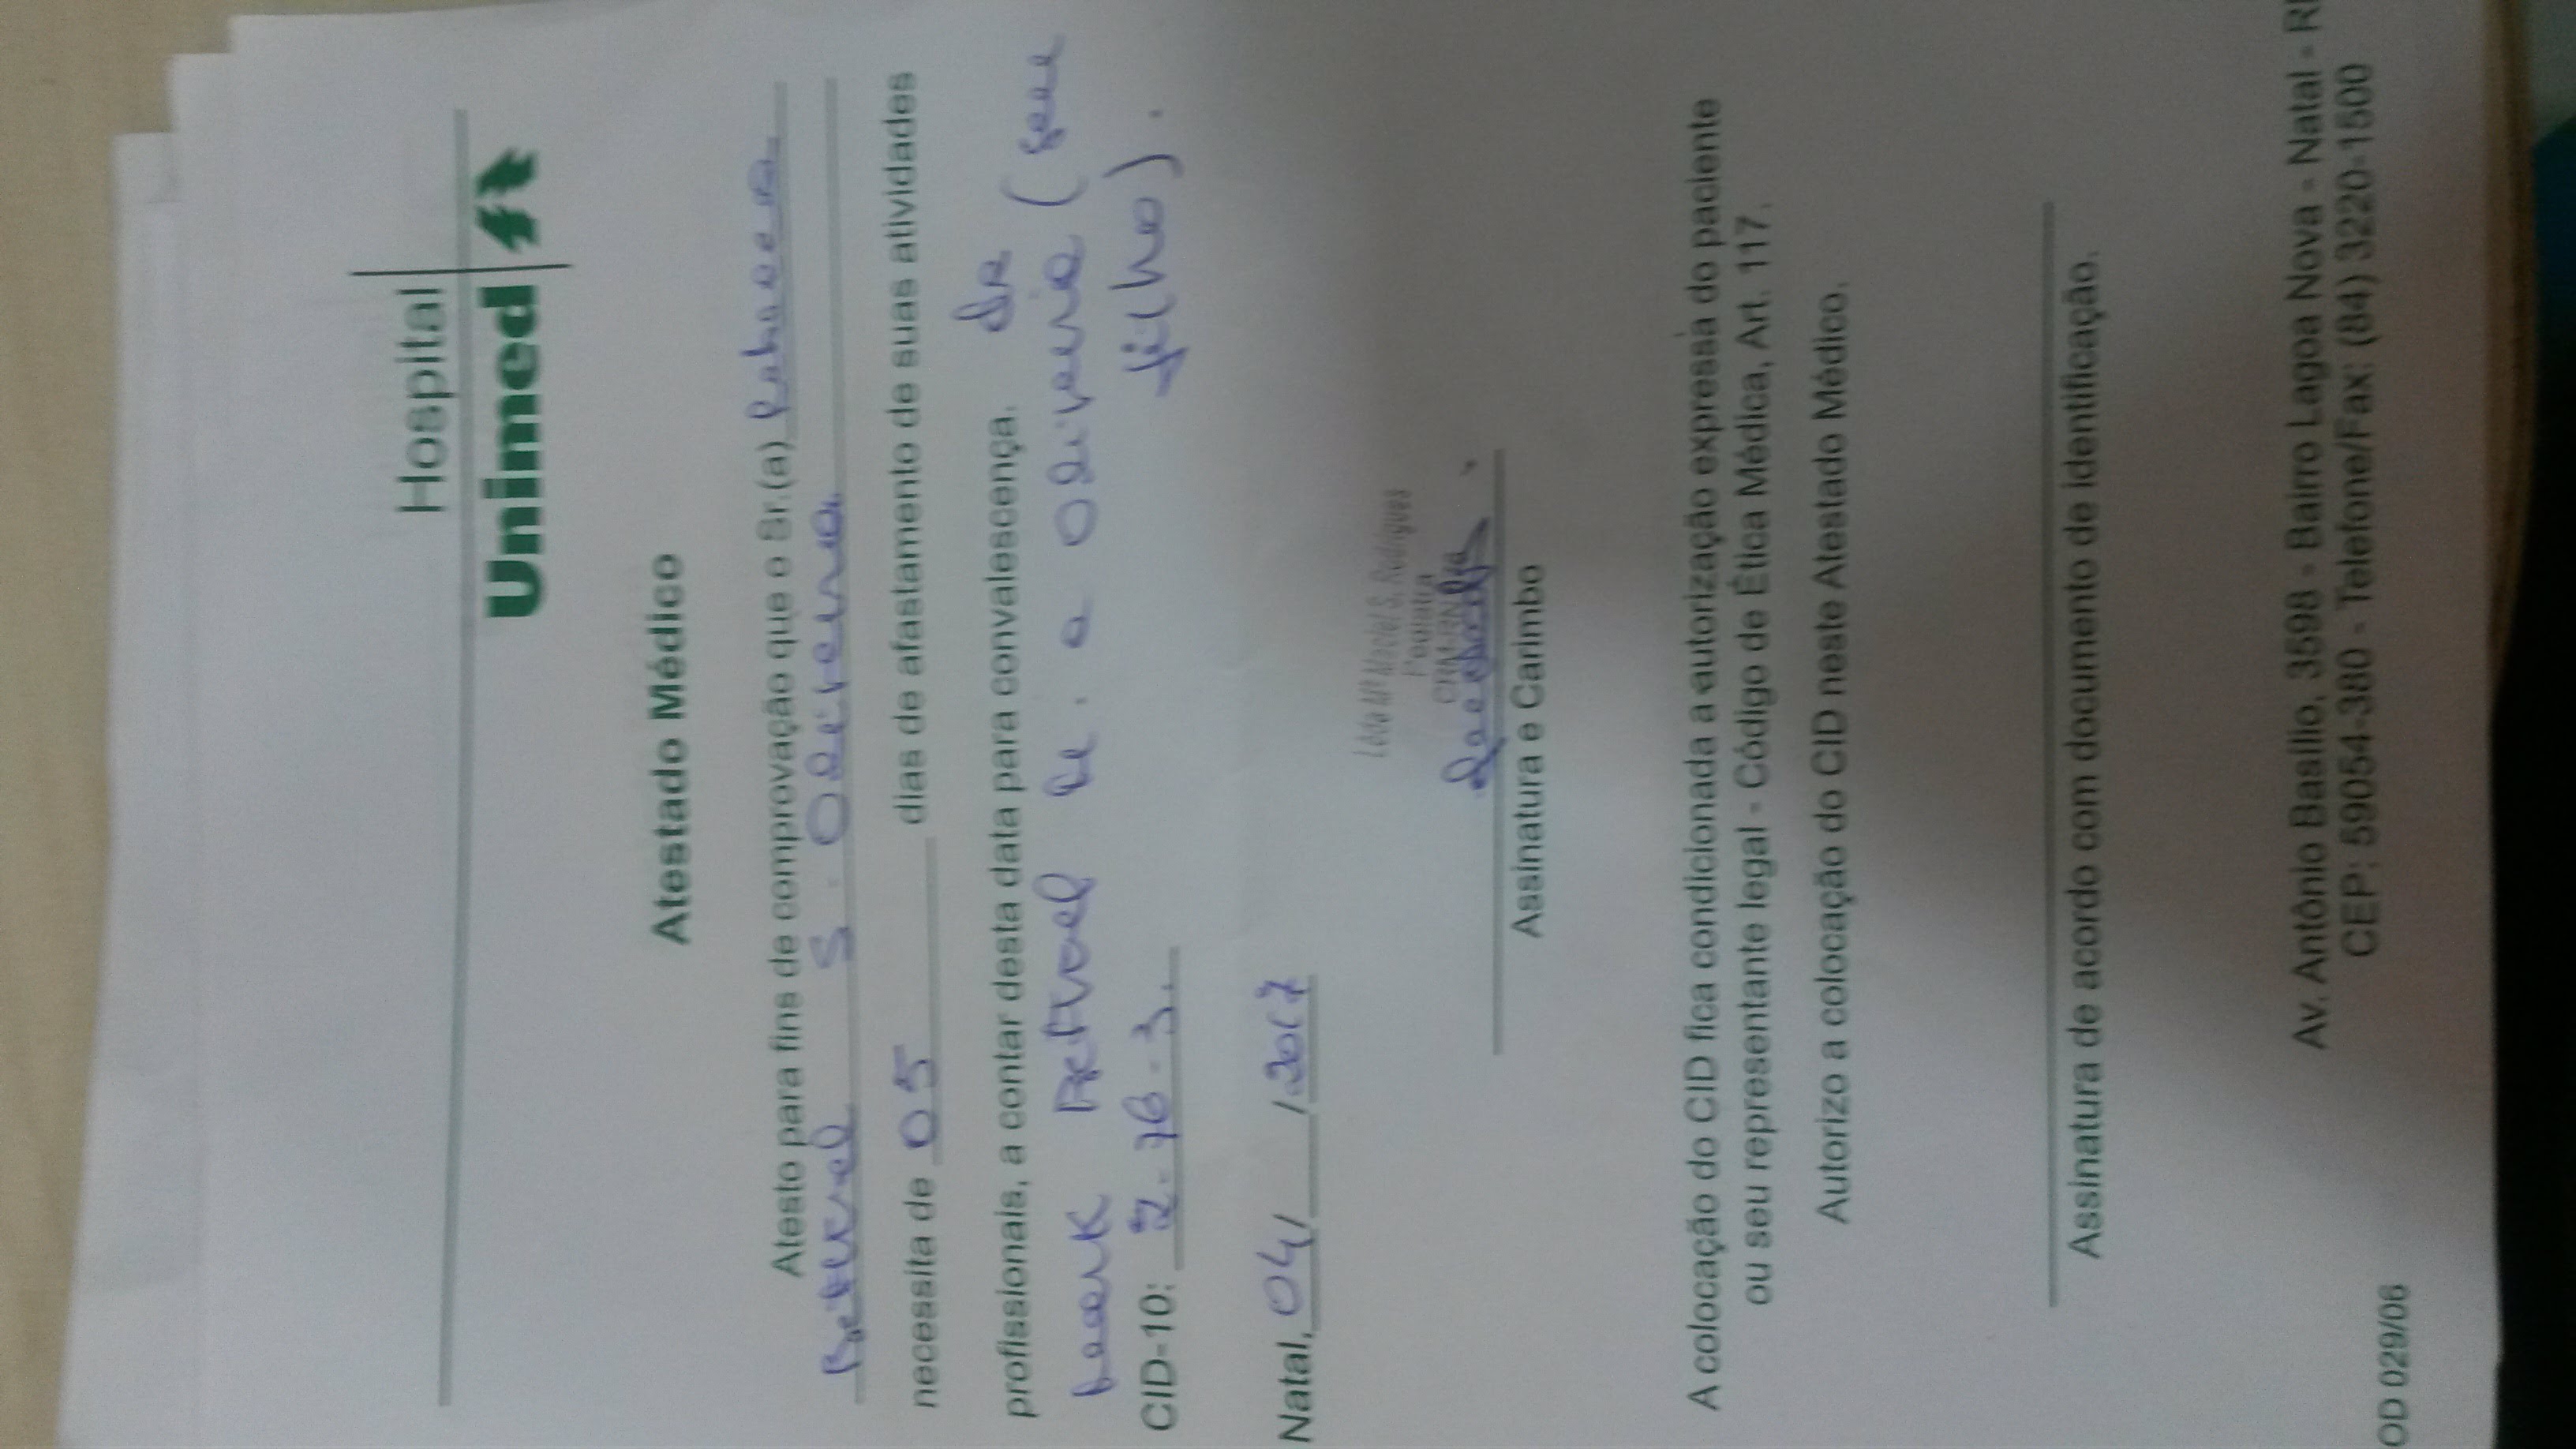 Hospital
Unimed
Atestado Médico
Atesto para fins de comprovação que o Sr.(a) Rebecca
Bethuel S. Oliveira
necessita de 05 dias de afastamento de suas atividades
profissionais, a contar desta data para convalescença. de
Bethuel Oliveira (seu
filho).
CID-10: Z-76-3.
Natal, 04/ /2017
Lêda Mª Maciel S. Rodrigues
Pediatra
CRM-RN
Assinatura e Carimbo
A colocação do CID fica condicionada a autorização expressa do paciente
ou seu representante legal - Código de Ética Médica, Art. 117.
Autorizo a colocação do CID neste Atestado Médico.
Assinatura de acordo com documento de identificação.
Av. Antônio Basílio, 3598 - Bairro Lagoa Nova - Natal - R
CEP: 59054-380 - Telefone/Fax: (84) 3220-1500
OD 029/06